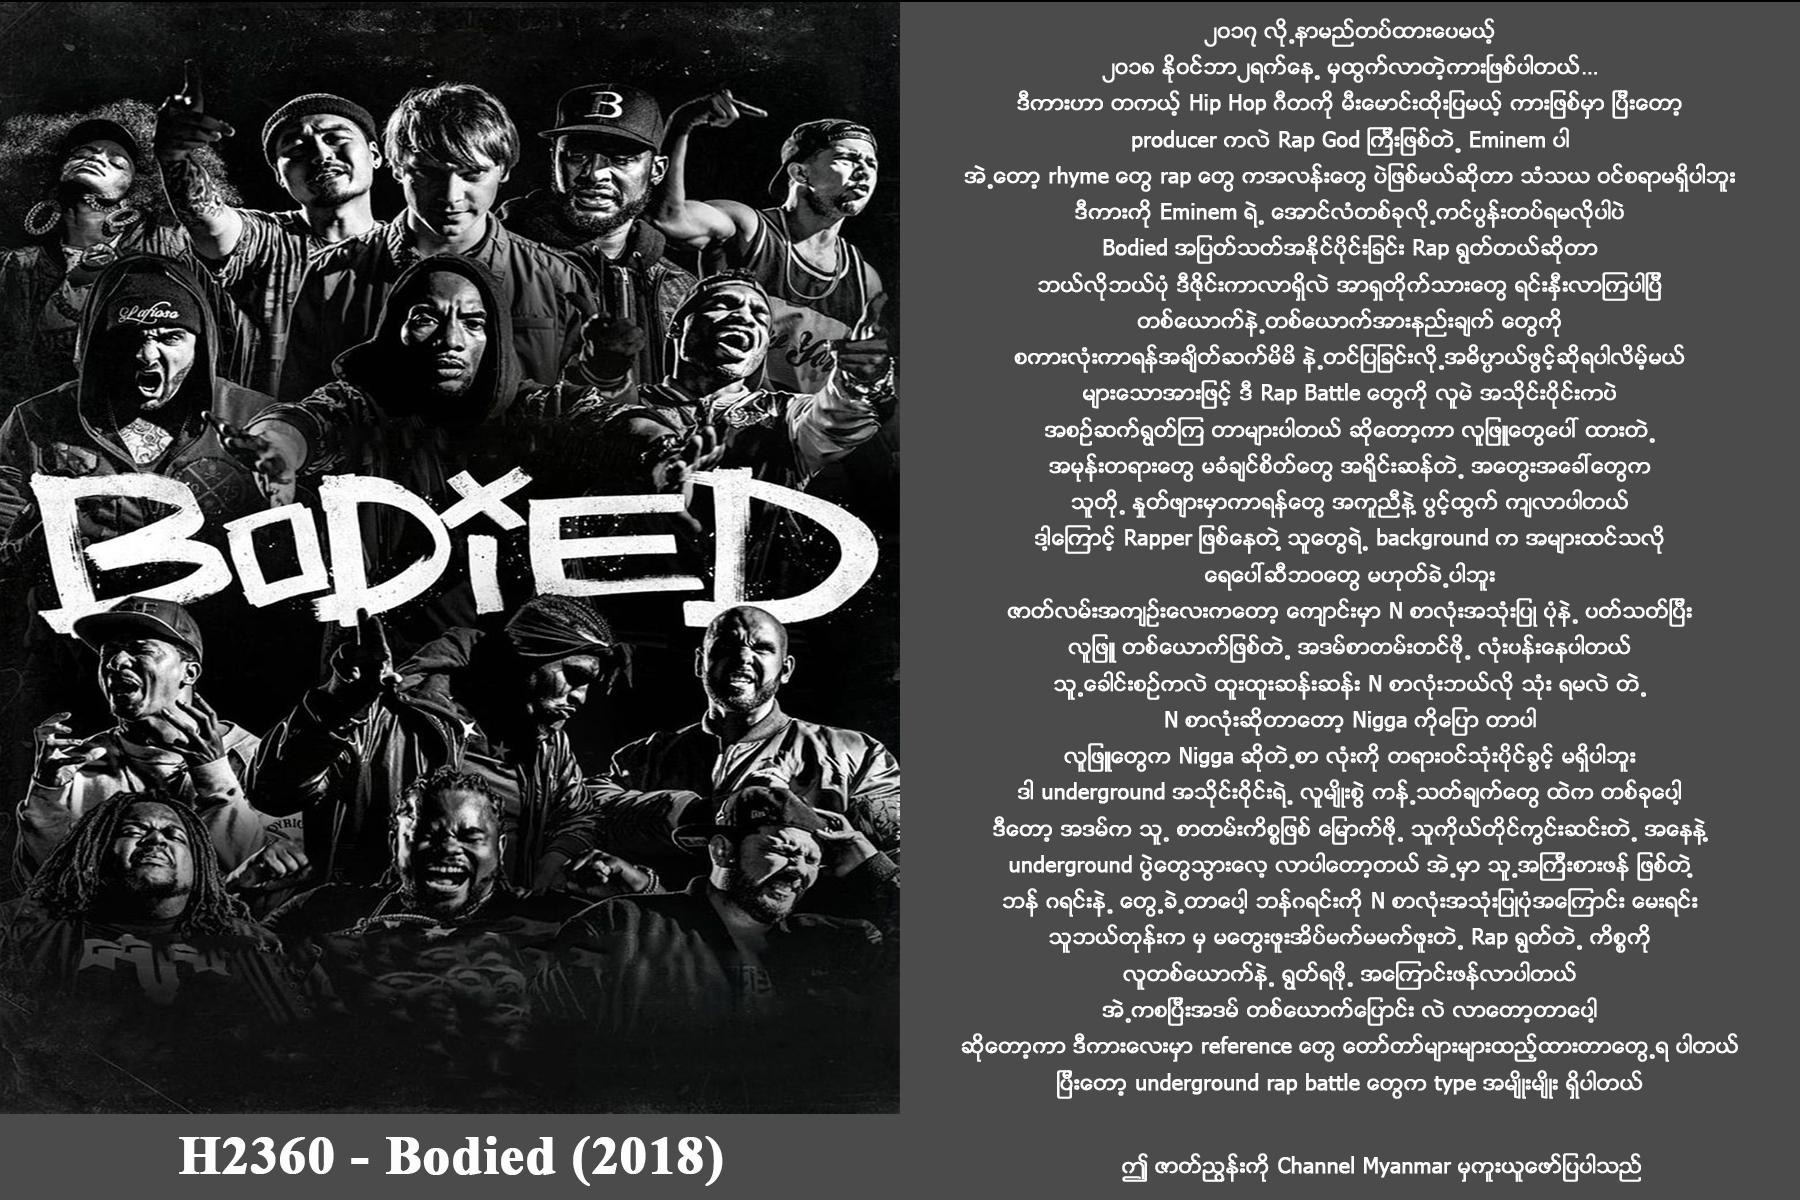 BODIED
H2360 - Bodied (2018)
၂၀၁၇ လို့နာမည်တပ်ထားပေမယ့်
၂၀၁၈ နိုဝင်ဘာ၂ရက်နေ့ မှထွက်လာတဲ့ကားဖြစ်ပါတယ်...
ဒီကားဟာ တကယ့် Hip Hop ဂီတကို မီးမောင်းထိုးပြမယ့် ကားဖြစ်မှာ ပြီးတော့
producer ကလဲ Rap God ကြီးဖြစ်တဲ့ Eminem ပါ
အဲ့တော့ rhyme တွေ rap တွေ ကအလန်းတွေ ပဲဖြစ်မယ်ဆိုတာ သံသယ ဝင်စရာမရှိပါဘူး
ဒီကားကို Eminem ရဲ့ အောင်လံတစ်ခုလို့ကင်ပွန်းတပ်ရမလိုပါပဲ
Bodied အပြတ်သတ်အနိုင်ပိုင်းခြင်း Rap ရွတ်တယ်ဆိုတာ
ဘယ်လိုဘယ်ပုံ ဒီဇိုင်းကာလာရှိလဲ အာရှတိုက်သားတွေ ရင်းနှီးလာကြပါပြီ
တစ်ယောက်နဲ့တစ်ယောက်အားနည်းချက် တွေကို
စကားလုံးကာရန်အချိတ်ဆက်မိမိ နဲ့တင်ပြခြင်းလို့အဓိပ္ပာယ်ဖွင့်ဆိုရပါလိမ့်မယ်
များသောအားဖြင့် ဒီ Rap Battle တွေကို လူမဲ အသိုင်းဝိုင်းကပဲ
အစဉ်ဆက်ရွတ်ကြ တာများပါတယ် ဆိုတော့ကာ လူဖြူတွေပေါ် ထားတဲ့
အမုန်းတရားတွေ မခံချင်စိတ်တွေ အရိုင်းဆန်တဲ့ အတွေးအခေါ်တွေက
သူတို့ နှုတ်ဖျားမှာကာရန်တွေ အကူညီနဲ့ ပွင့်ထွက် ကျလာပါတယ်
ဒါ့ကြောင့် Rapper ဖြစ်နေတဲ့ သူတွေရဲ့ background က အများထင်သလို
ရေပေါ်ဆီဘဝတွေ မဟုတ်ခဲ့ပါဘူး
ဇာတ်လမ်းအကျဉ်းလေးကတော့ ကျောင်းမှာ N စာလုံးအသုံးပြု ပုံနဲ့ ပတ်သတ်ပြီး
လူဖြူ တစ်ယောက်ဖြစ်တဲ့ အဒမ်စာတမ်းတင်ဖို့ လုံးပန်းနေပါတယ်
သူ့ခေါင်းစဉ်ကလဲ ထူးထူးဆန်းဆန်း N စာလုံးဘယ်လို သုံး ရမလဲ တဲ့
N စာလုံးဆိုတာတော့ Nigga ကိုပြော တာပါ
လူဖြူတွေက Nigga ဆိုတဲ့စာ လုံးကို တရားဝင်သုံးပိုင်ခွင့် မရှိပါဘူး
ဒါ underground အသိုင်းဝိုင်းရဲ့ လူမျိုးစွဲ ကန့်သတ်ချက်တွေ ထဲက တစ်ခုပေါ့
ဒီတော့ အဒမ်က သူ့ စာတမ်းကိစ္စဖြစ် မြောက်ဖို့ သူကိုယ်တိုင်ကွင်းဆင်းတဲ့ အနေနဲ့
underground ပွဲတွေသွားလေ့ လာပါတော့တယ် အဲ့မှာ သူ့အကြီးစားဖန် ဖြစ်တဲ့
ဘန် ဂရင်းနဲ့ တွေ့ခဲ့တာပေါ့ ဘန်ဂရင်းကို N စာလုံးအသုံးပြုပုံအကြောင်း မေးရင်း
သူဘယ်တုန်းက မှ မတွေးဖူးအိပ်မက်မမက်ဖူးတဲ့ Rap ရွတ်တဲ့ ကိစ္စကို
လူတစ်ယောက်နဲ့ ရွတ်ရဖို့ အကြောင်းဖန်လာပါတယ်
အဲ့ကစပြီးအဒမ် တစ်ယောက်ပြောင်း လဲ လာတော့တာပေါ့
ဆိုတော့ကာ ဒီကားလေးမှာ reference တွေ တော်တော်များများထည့်ထားတာတွေ့ရ ပါတယ်
ပြီးတော့ underground rap battle တွေက type အမျိုးမျိုး ရှိပါတယ်
ဤ ဇာတ်ညွှန်းကို Channel Myanmar မှကူးယူဖော်ပြပါသည်